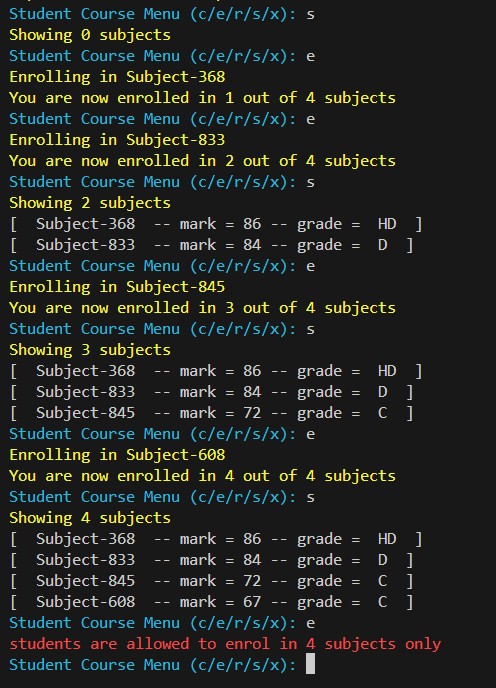 Student Course Menu (c/e/r/s/x): s
Showing 0 subjects
Student Course Menu (c/e/r/s/x): e
Enrolling in Subject-368
You are now enrolled in 1 out of 4 subjects
Student Course Menu (c/e/r/s/x): e
Enrolling in Subject-833
You are now enrolled in 2 out of 4 subjects
Student Course Menu (c/e/r/s/x): s
Showing 2 subjects
[  Subject-368  -- mark = 86 -- grade =  HD  ]
[  Subject-833  -- mark = 84 -- grade =  D  ]
Student Course Menu (c/e/r/s/x): e
Enrolling in Subject-845
You are now enrolled in 3 out of 4 subjects
Student Course Menu (c/e/r/s/x): s
Showing 3 subjects
[  Subject-368  -- mark = 86 -- grade =  HD  ]
[  Subject-833  -- mark = 84 -- grade =  D  ]
[  Subject-845  -- mark = 72 -- grade =  C  ]
Student Course Menu (c/e/r/s/x): e
Enrolling in Subject-608
You are now enrolled in 4 out of 4 subjects
Student Course Menu (c/e/r/s/x): s
Showing 4 subjects
[  Subject-368  -- mark = 86 -- grade =  HD  ]
[  Subject-833  -- mark = 84 -- grade =  D  ]
[  Subject-845  -- mark = 72 -- grade =  C  ]
[  Subject-608  -- mark = 67 -- grade =  C  ]
Student Course Menu (c/e/r/s/x): e
students are allowed to enrol in 4 subjects only
Student Course Menu (c/e/r/s/x):